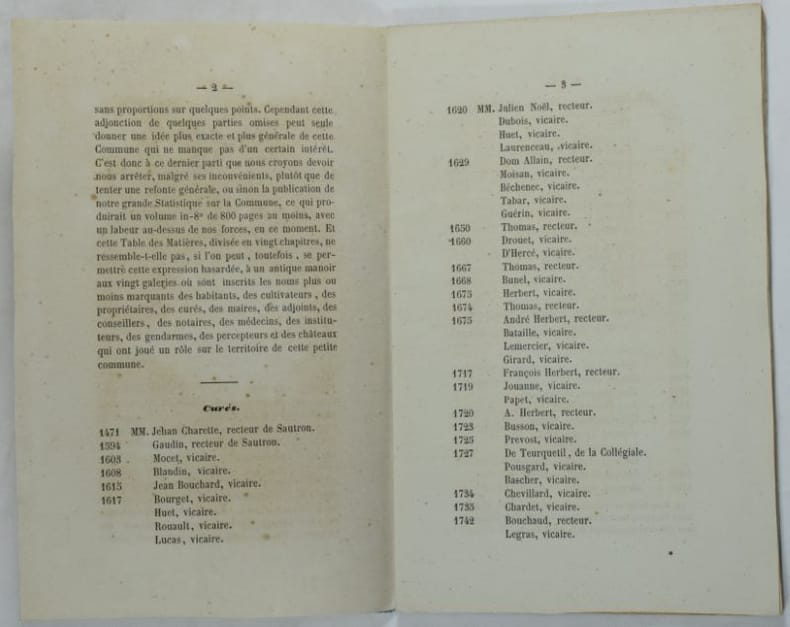 — 2 —
sans proportions sur quelques points. Cependant cette
adjonction de quelques parties omises peut seule
donner une idée plus exacte et plus générale de cette
Commune qui ne manque pas d'un certain intérêt.
C'est donc à ce dernier parti que nous croyons devoir
nous arrêter, malgré ses inconvénients, plutôt que de
tenter une refonte générale, ou sinon la publication de
notre grande Statistique sur la Commune, ce qui pro-
duirait un volume in-8º de 800 pages au moins, avec
un labeur au-dessus de nos forces, en ce moment. Et
cette Table des Matières, divisée en vingt chapitres, ne
ressemble-t-elle pas, si l'on peut, toutefois, se per-
mettre cette expression hasardée, à un antique manoir
aux vingt galeries où sont inscrits les noms plus ou
moins marquants des habitants, des cultivateurs, des
propriétaires, des curés, des maires, des adjoints, des
conseillers, des notaires, des médecins, des institu-
teurs, des gendarmes, des percepteurs et des châteaux
qui ont joué un rôle sur le territoire de cette petite
commune.
Curés.
1471 MM. Jehan Charette, recteur de Sautron.
1594 Gaudin, recteur de Sautron.
1603 Mocet, vicaire.
1608 Blandin, vicaire.
1615 Jean Bouchard, vicaire.
1617 Bourget, vicaire.
Huet, vicaire.
Rouault, vicaire.
Lucas, vicaire.
— 3 —
1620 MM. Julien Noël, recteur.
Dubois, vicaire.
Huet, vicaire.
Laurenceau, vicaire.
1629 Dom Allain, recteur.
Moisan, vicaire.
Béchenec, vicaire.
Tabar, vicaire.
Guérin, vicaire.
1650 Thomas, recteur.
1660 Drouet, vicaire.
D'Hercé, vicaire.
1667 Thomas, recteur.
1668 Bunel, vicaire.
1673 Herbert, vicaire.
1674 Thomas, recteur.
1675 André Herbert, recteur.
Bataille, vicaire.
Lemercier, vicaire.
Girard, vicaire.
1717 François Herbert, recteur.
1719 Jouanne, vicaire.
Papet, vicaire.
1720 A. Herbert, recteur.
1723 Busson, vicaire.
1725 Prevost, vicaire.
1727 De Teurquetil, de la Collégiale.
Pousgard, vicaire.
Bascher, vicaire.
1734 Chevillard, vicaire.
1735 Chardet, vicaire.
1742 Bouchaud, recteur.
Legras, vicaire.